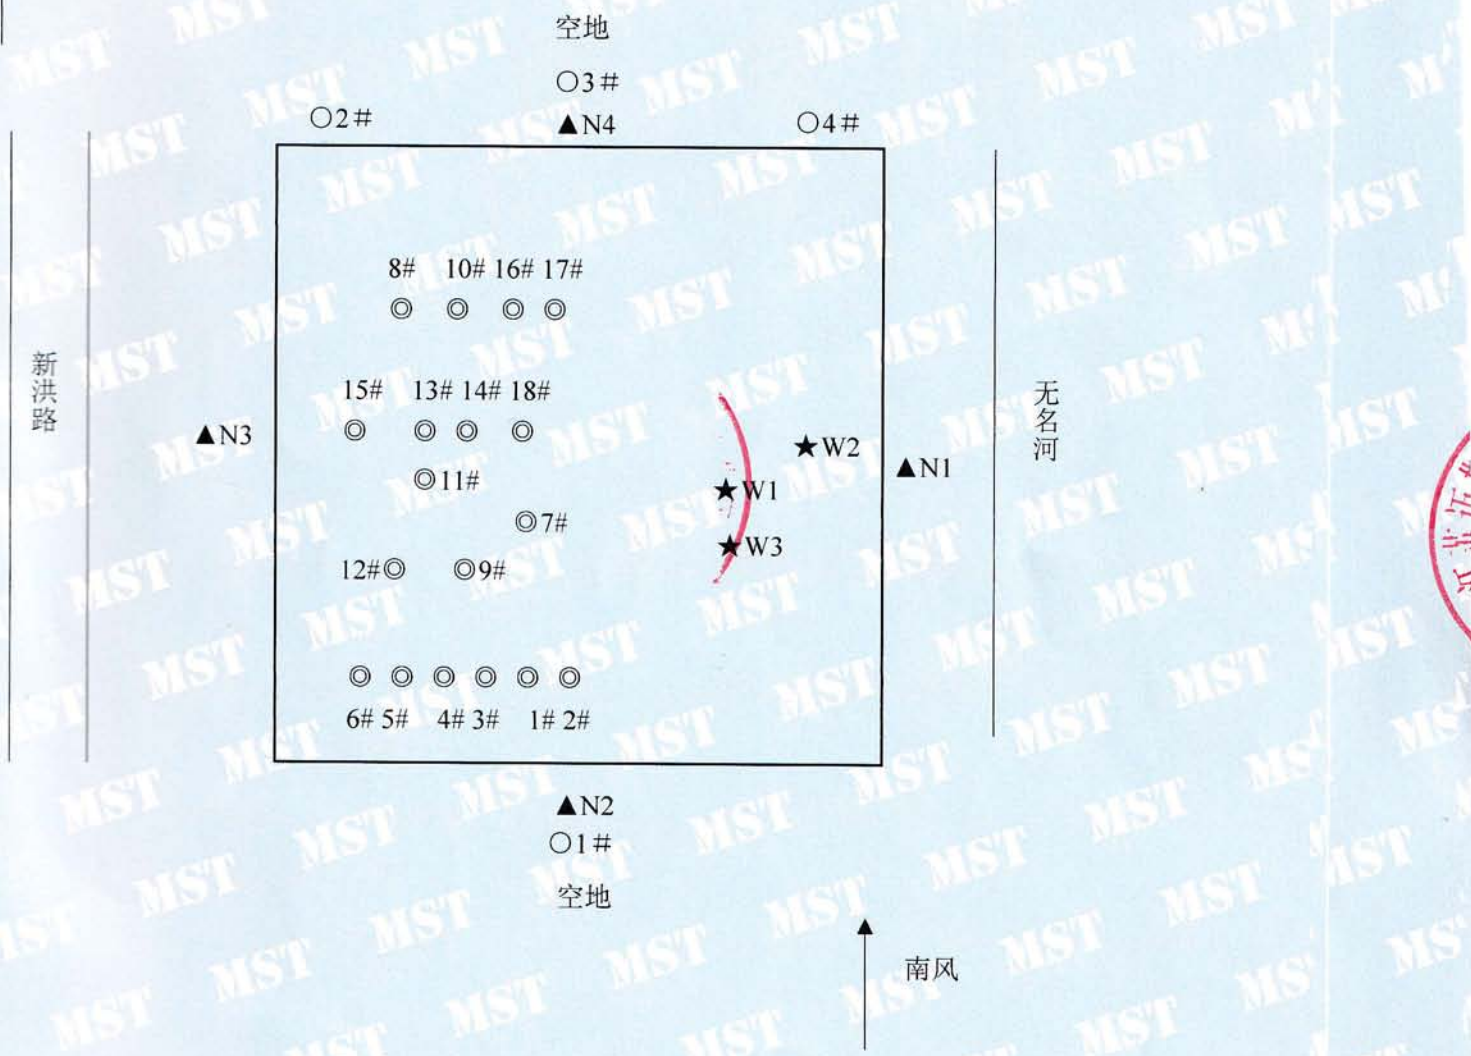 空地
○3#
○2#
▲N4
○4#
8# 10# 16# 17#
◎ ◎ ◎ ◎
新洪路
15# 13# 14# 18#
◎ ◎ ◎ ◎
▲N3
★W2
无名河
▲N1
◎11#
★W1
◎7#
★W3
12#◎ ◎9#
◎ ◎ ◎ ◎ ◎ ◎
6# 5# 4# 3# 1# 2#
▲N2
○1#
空地
南风
MST